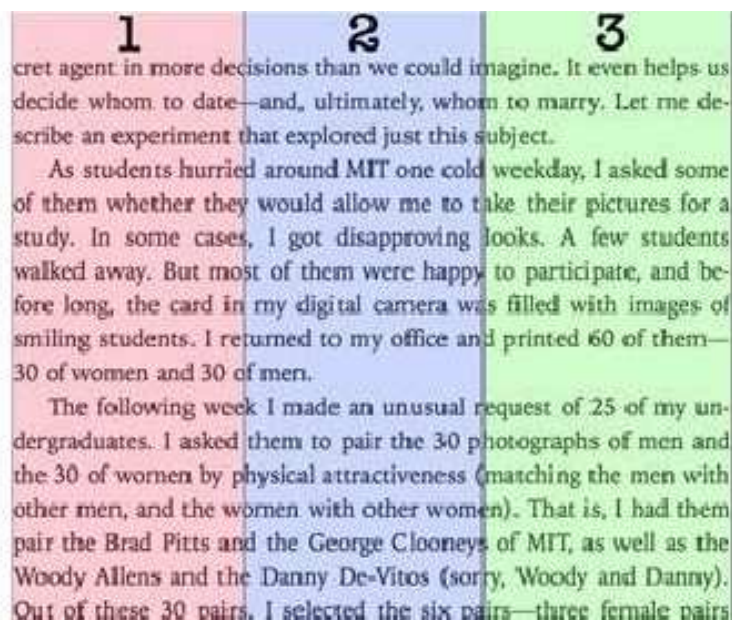 1 2 3
cret agent in more decisions than we could imagine. It even helps us
decide whom to date—and, ultimately, whom to marry. Let me de-
scribe an experiment that explored just this subject.
As students hurried around MIT one cold weekday, I asked some
of them whether they would allow me to take their pictures for a
study. In some cases, I got disapproving looks. A few students
walked away. But most of them were happy to participate, and be-
fore long, the card in my digital camera was filled with images of
smiling students. I returned to my office and printed 60 of them—
30 of women and 30 of men.
The following week I made an unusual request of 25 of my un-
dergraduates. I asked them to pair the 30 photographs of men and
the 30 of women by physical attractiveness (matching the men with
other men, and the women with other women). That is, I had them
pair the Brad Pitts and the George Clooneys of MIT, as well as the
Woody Allens and the Danny De-Vitos (sorry, Woody and Danny).
Out of these 30 pairs, I selected the six pairs—three female pairs